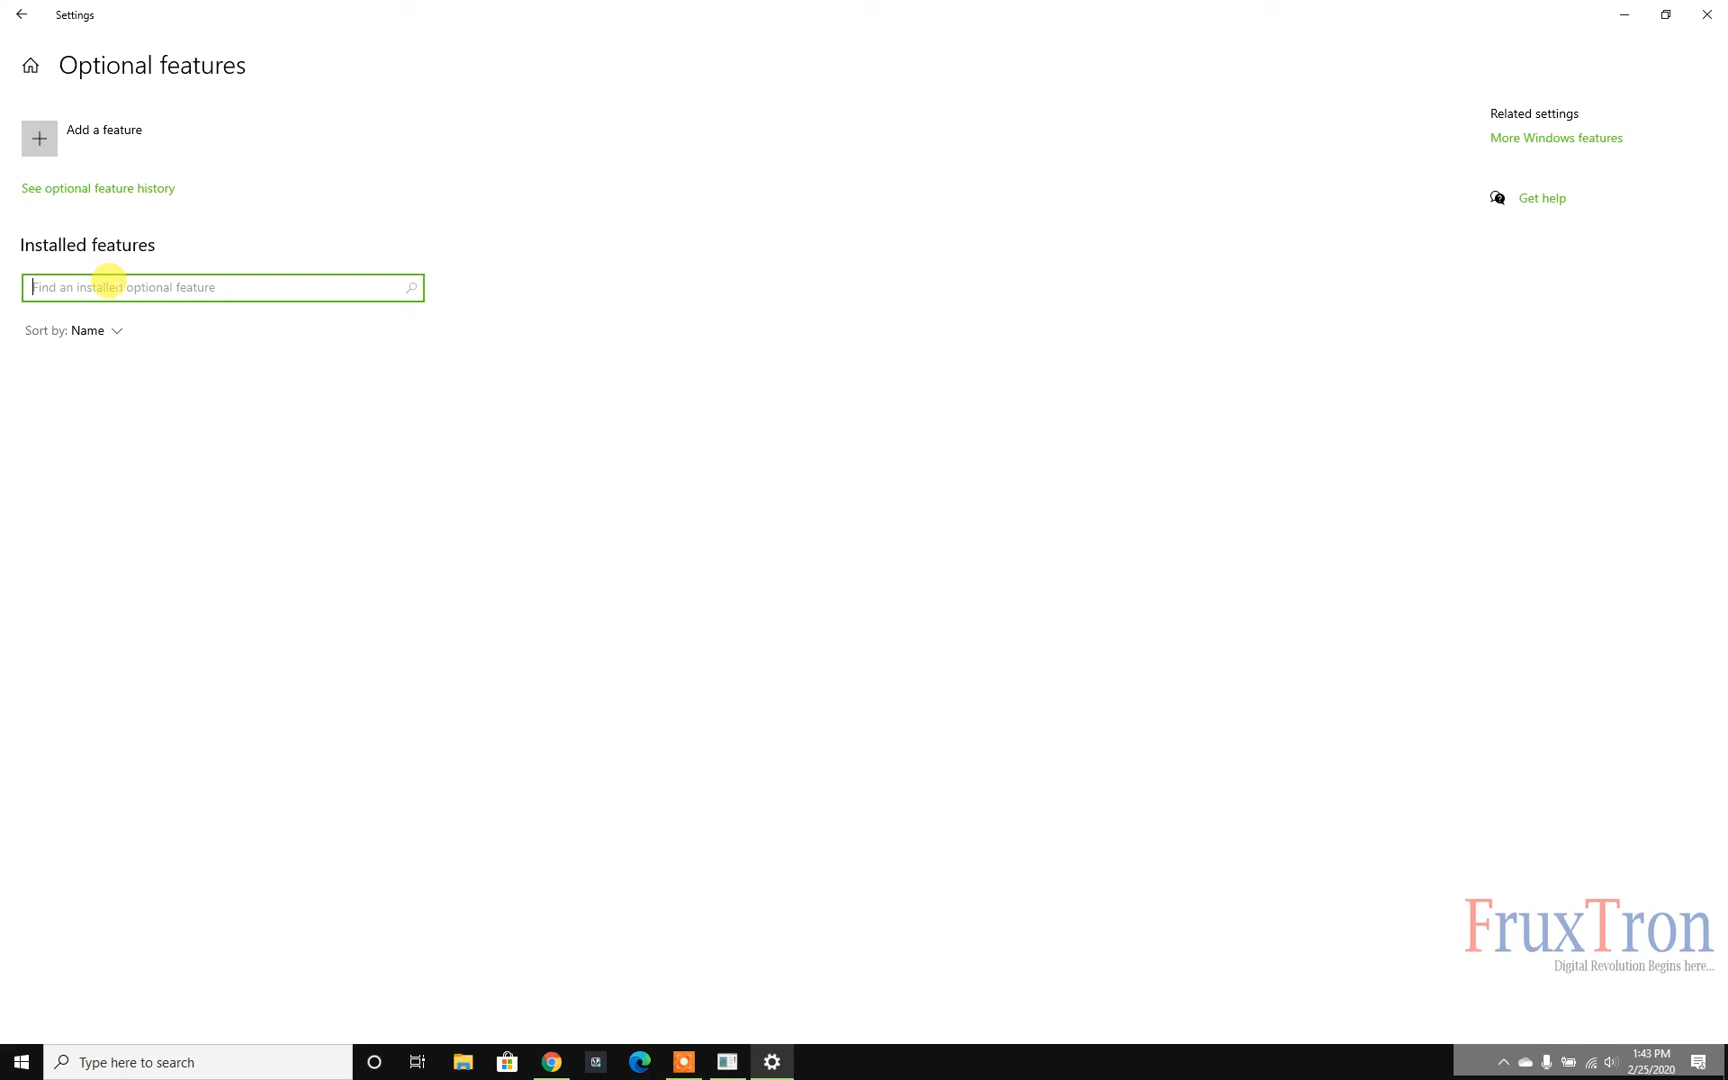 Settings
Optional features
Add a feature
See optional feature history
Installed features
Find an installed optional feature
Sort by: Name
Related settings
More Windows features
Get help
FruxTron
Digital Revolution Begins here...
Type here to search
1:43 PM
2/25/2020